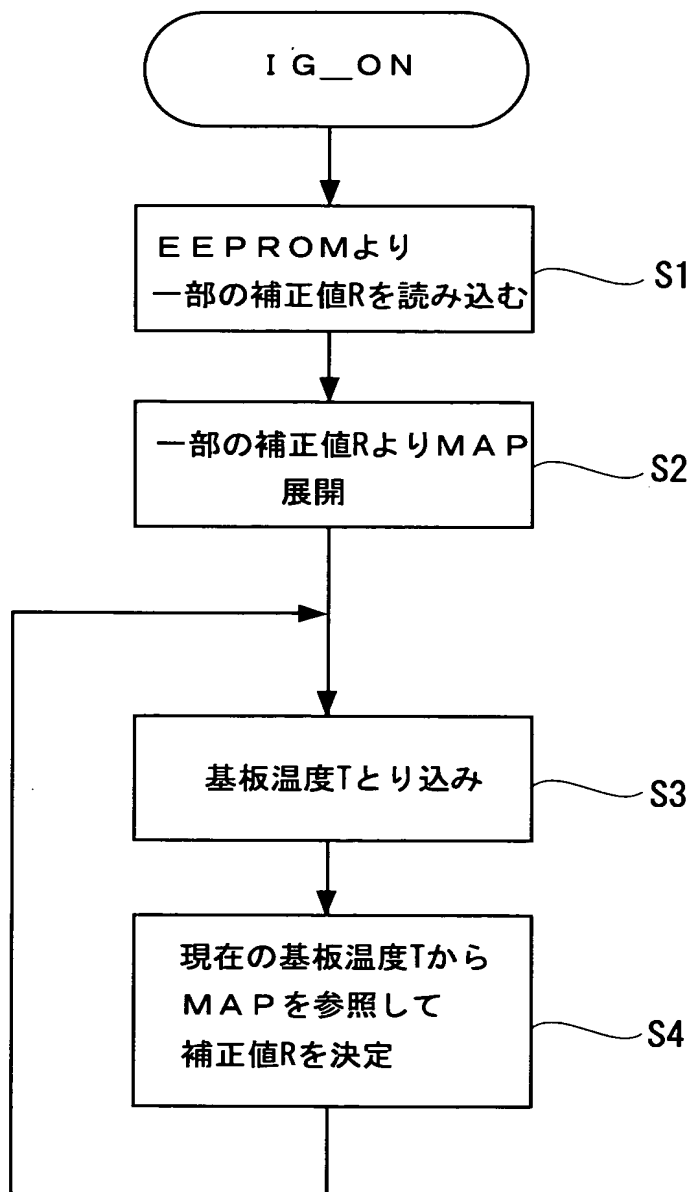 ＩＧ＿ＯＮ
ＥＥＰＲＯＭより
一部の補正値Rを読み込む
S1
一部の補正値RよりＭＡＰ
展開
S2
基板温度Tとり込み
S3
現在の基板温度Tから
ＭＡＰを参照して
補正値Rを決定
S4